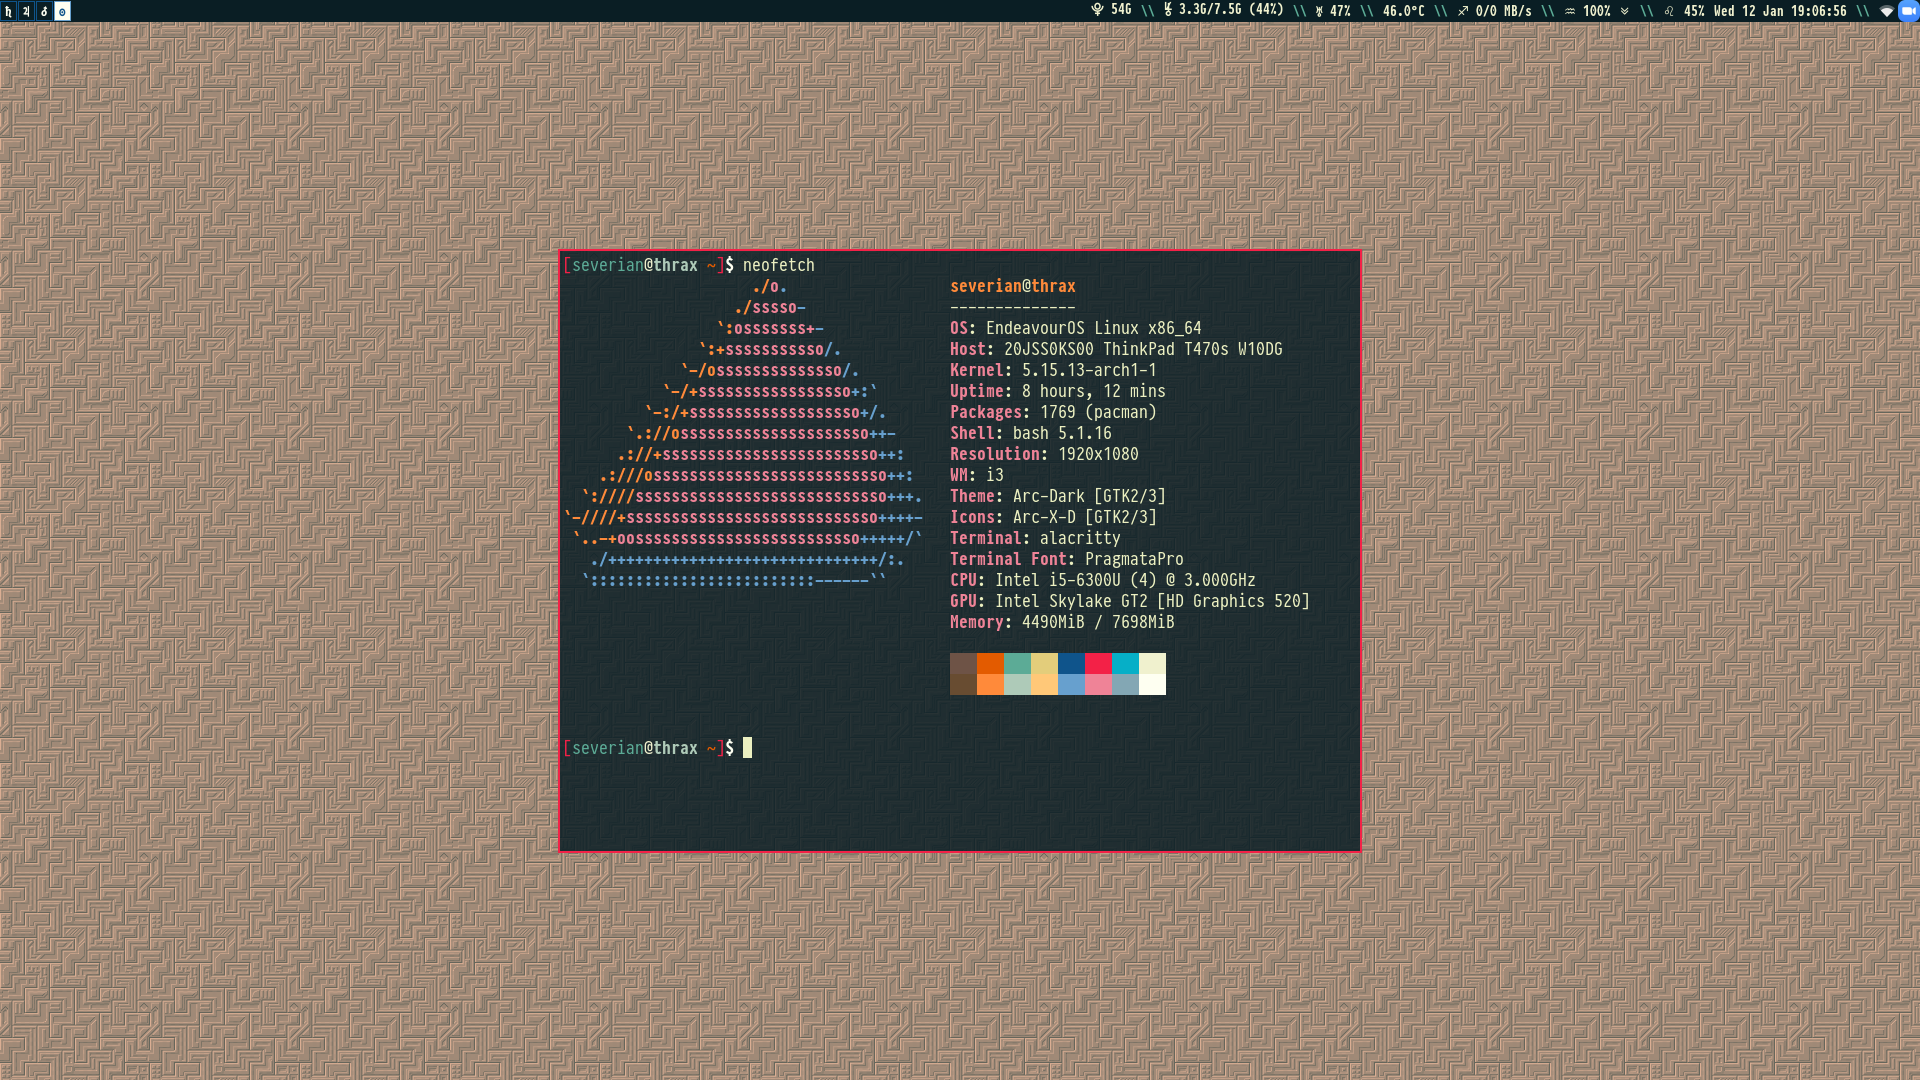 54G \\ 3.3G/7.5G (44%) \\ 47% \\ 46.0°C \\ 0/0 MB/s \\ 100% \\ 45% Wed 12 Jan 19:06:56 \\
[severian@thrax ~]$ neofetch
./o. severian@thrax
./sssso- --------------
`:osssssss+- OS: EndeavourOS Linux x86_64
`:+sssssssssso/. Host: 20JSS0KS00 ThinkPad T470s W10DG
`-/ossssssssssssso/. Kernel: 5.15.13-arch1-1
`-/+sssssssssssssssso+:` Uptime: 8 hours, 12 mins
`-:/+sssssssssssssssssso+/. Packages: 1769 (pacman)
`.://osssssssssssssssssssso++- Shell: bash 5.1.16
.://+ssssssssssssssssssssssso++: Resolution: 1920x1080
.:///ossssssssssssssssssssssssso++: WM: i3
`:////ssssssssssssssssssssssssssso+++. Theme: Arc-Dark [GTK2/3]
`-////+ssssssssssssssssssssssssssso++++- Icons: Arc-X-D [GTK2/3]
`..-+oosssssssssssssssssssssssso+++++/` Terminal: alacritty
./++++++++++++++++++++++++++++++/:. Terminal Font: PragmataPro
`:::::::::::::::::::::::::------`` CPU: Intel i5-6300U (4) @ 3.000GHz
GPU: Intel Skylake GT2 [HD Graphics 520]
Memory: 4490MiB / 7698MiB
[severian@thrax ~]$